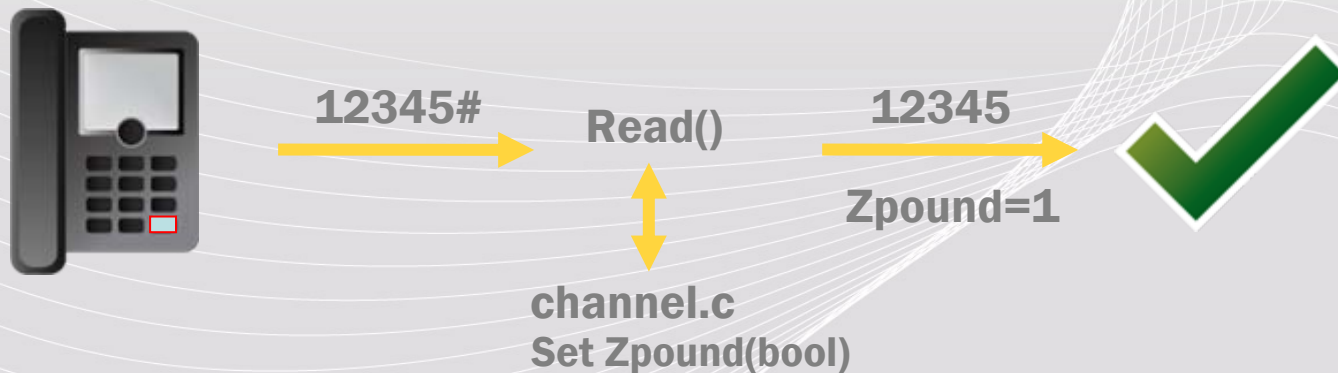 12345#
Read()
12345
Zpound=1
channel.c
Set Zpound(bool)